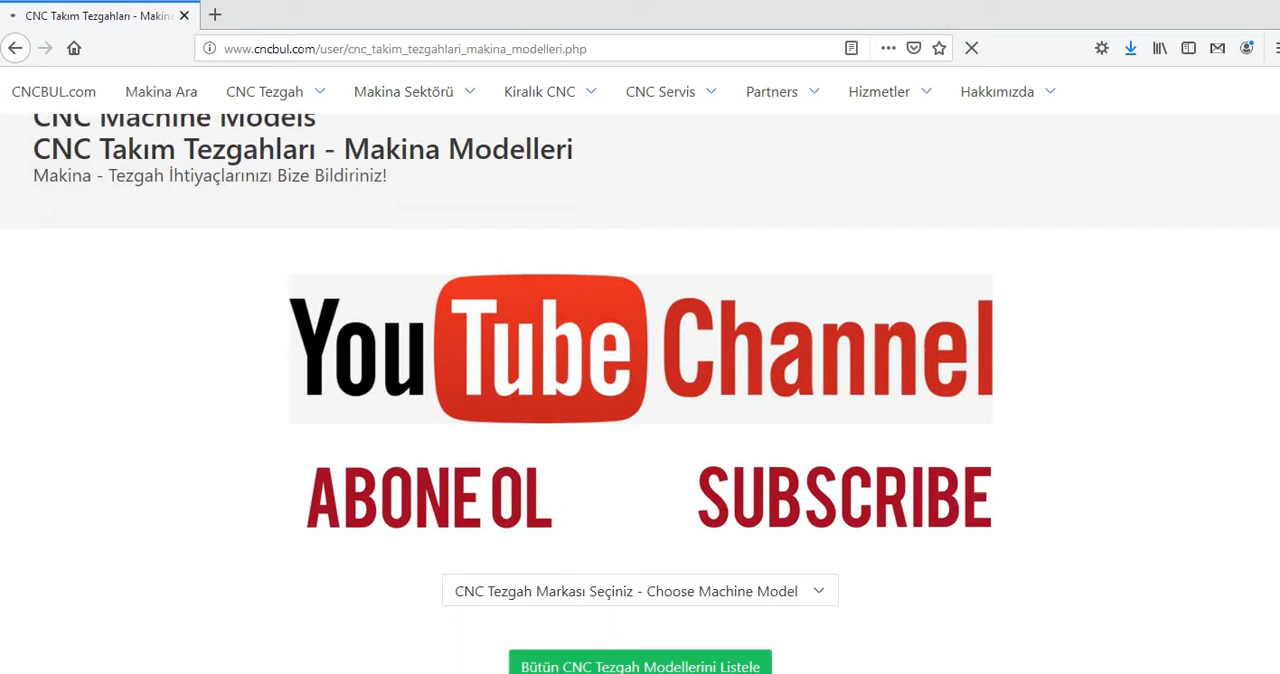 CNC Takım Tezgahları - Makina
www.cncbul.com/user/cnc_takim_tezgahlari_makina_modelleri.php
CNCBUL.com Makina Ara CNC Tezgah Makina Sektörü Kiralık CNC CNC Servis Partners Hizmetler Hakkımızda
CNC Machine Models
CNC Takım Tezgahları - Makina Modelleri
Makina - Tezgah İhtiyaçlarınızı Bize Bildiriniz!
YouTube Channel
ABONE OL SUBSCRIBE
CNC Tezgah Markası Seçiniz - Choose Machine Model
Bütün CNC Tezgah Modellerini Listele